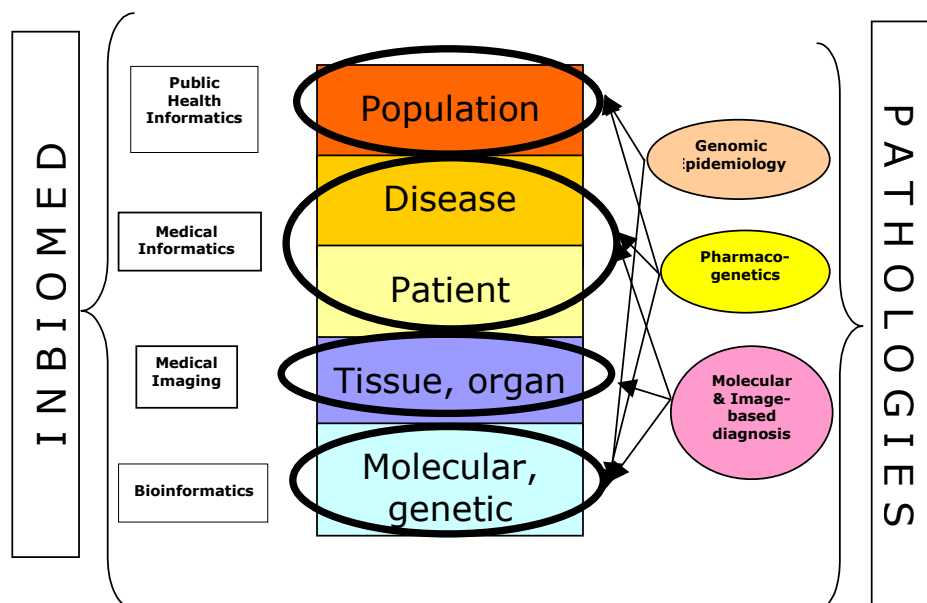 INBIOMED
Public
Health
Informatics
Medical
Informatics
Medical
Imaging
Bioinformatics
Population
Disease
Patient
Tissue, organ
Molecular,
genetic
Genomic
Epidemiology
Pharmaco-
genetics
Molecular
& Image-
based
diagnosis
PATHOLOGIES